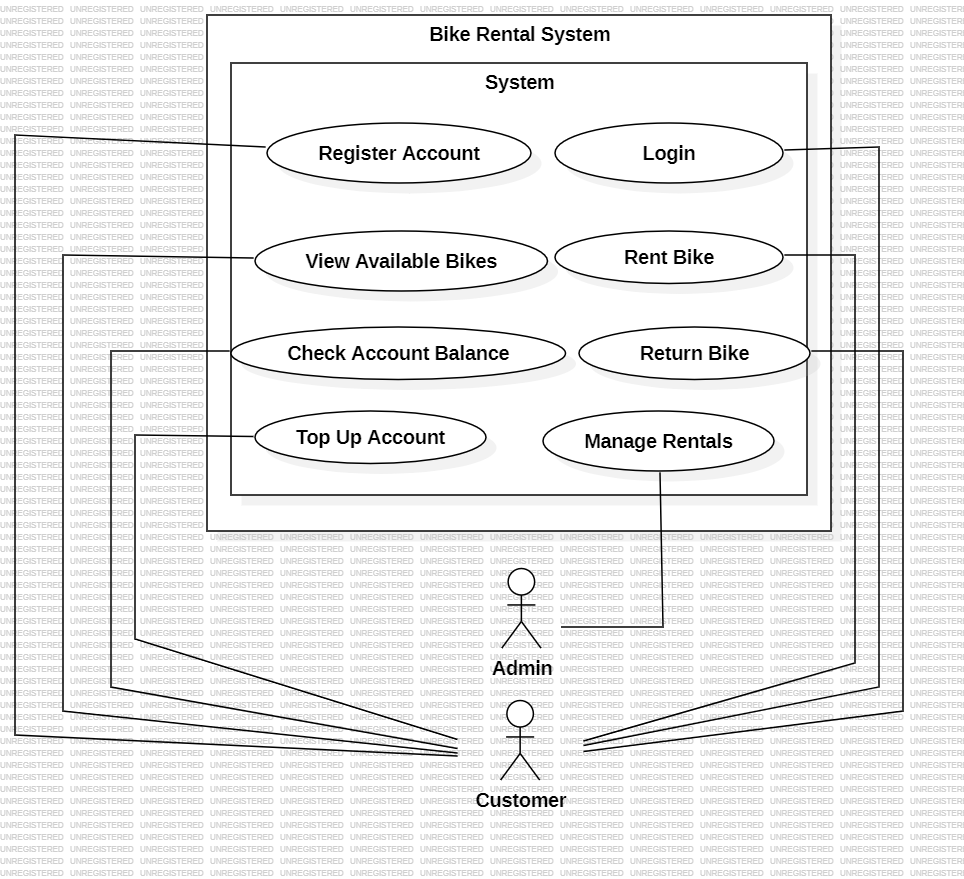 Bike Rental System
System
Register Account
Login
View Available Bikes
Rent Bike
Check Account Balance
Return Bike
Top Up Account
Manage Rentals
Admin
Customer
UNREGISTERED